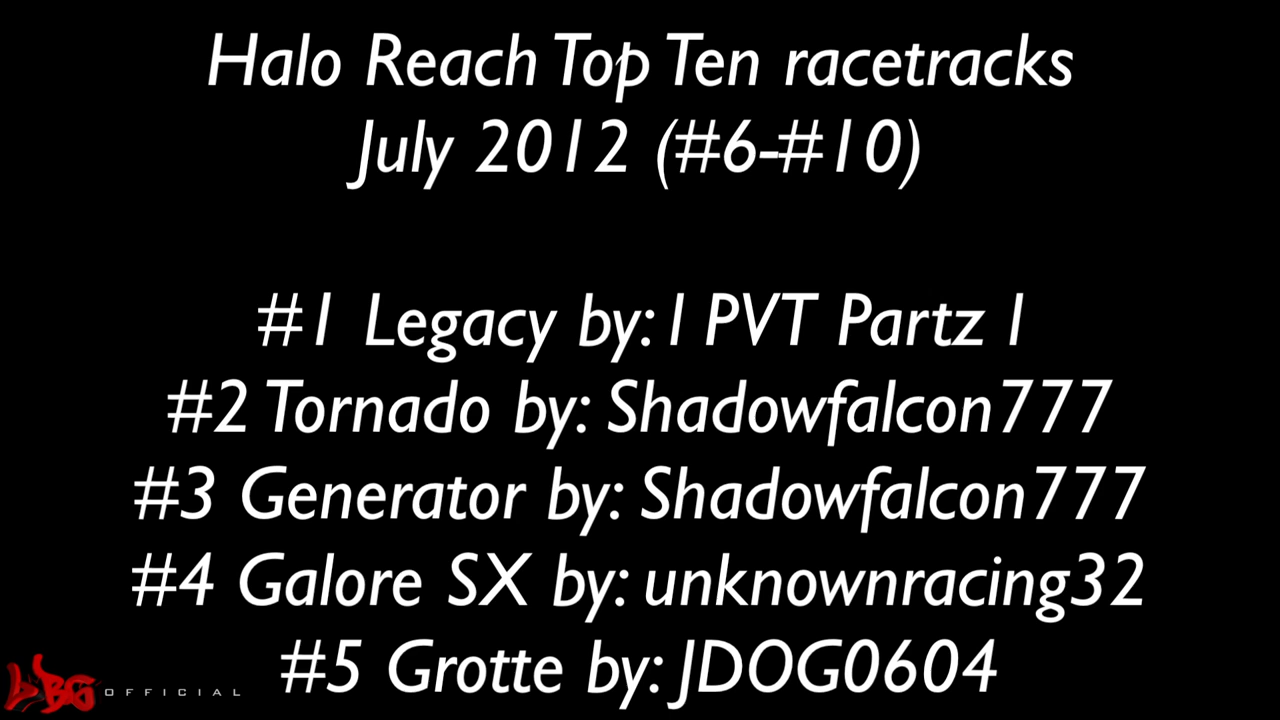 Halo Reach Top Ten racetracks
July 2012 (#6-#10)
#1 Legacy by: I PVT Partz I
#2 Tornado by: Shadowfalcon777
#3 Generator by: Shadowfalcon777
#4 Galore SX by: unknownracing32
#5 Grotte by: JDOG0604
OFFICIAL